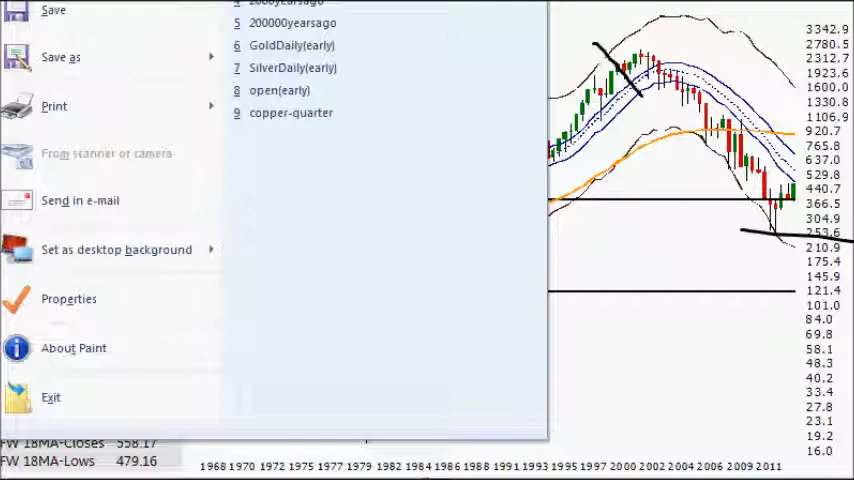 Save
Save as
Print
From scanner or camera
Send in e-mail
Set as desktop background
Properties
About Paint
Exit
5 200000yearsago
6 GoldDaily(early)
7 SilverDaily(early)
8 open(early)
9 copper-quarter
3342.9
2780.5
2312.7
1923.6
1600.0
1330.8
1106.9
920.7
765.8
637.0
529.8
440.7
366.5
304.9
253.6
210.9
175.4
145.9
121.4
101.0
84.0
69.8
58.1
48.3
40.2
33.4
27.8
23.1
19.2
16.0
FW 18MA-Closes 558.17
FW 18MA-Lows 479.16
1968 1970 1972 1975 1977 1979 1982 1984 1986 1988 1991 1993 1995 1997 2000 2002 2004 2006 2009 2011